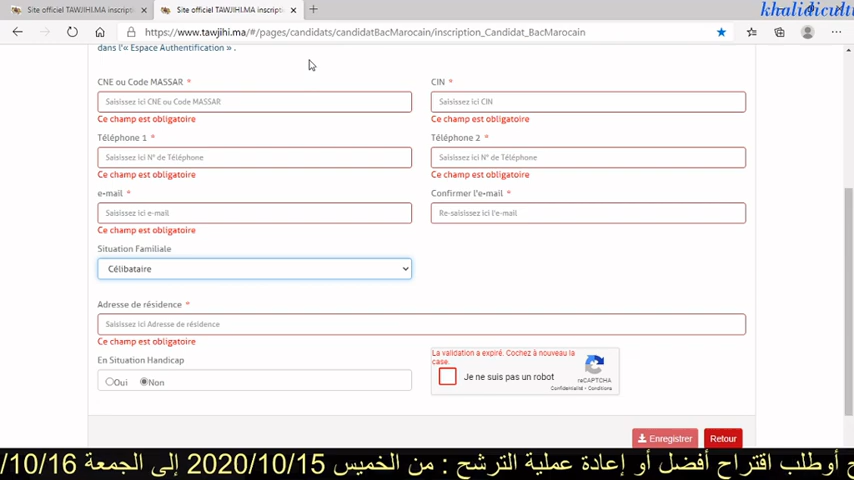 khalidicult
Site officiel TAWJIHI.MA inscripti
Site officiel TAWJIHI.MA inscripti
https://www.tawjihi.ma/#/pages/candidats/candidatBacMarocain/inscription_Candidat_BacMarocain
dans l'« Espace Authentification » .
CNE ou Code MASSAR *
CIN *
Saisissez ici CNE ou Code MASSAR
Saisissez ici CIN
Ce champ est obligatoire
Ce champ est obligatoire
Téléphone 1 *
Téléphone 2 *
Saisissez ici N° de Téléphone
Saisissez ici N° de Téléphone
Ce champ est obligatoire
Ce champ est obligatoire
e-mail *
Confirmer l'e-mail *
Saisissez ici e-mail
Re-saisissez ici l'e-mail
Ce champ est obligatoire
Situation Familiale
Célibataire
Adresse de résidence *
Saisissez ici Adresse de résidence
Ce champ est obligatoire
En Situation Handicap
Oui Non
La validation a expiré. Cochez à nouveau la
case.
Je ne suis pas un robot
reCAPTCHA
Confidentialité - Conditions
Enregistrer
Retour
أوطلب اقتراح أفضل أو إعادة عملية الترشح : من الخميس 2020/10/15 إلى الجمعة 10/16/